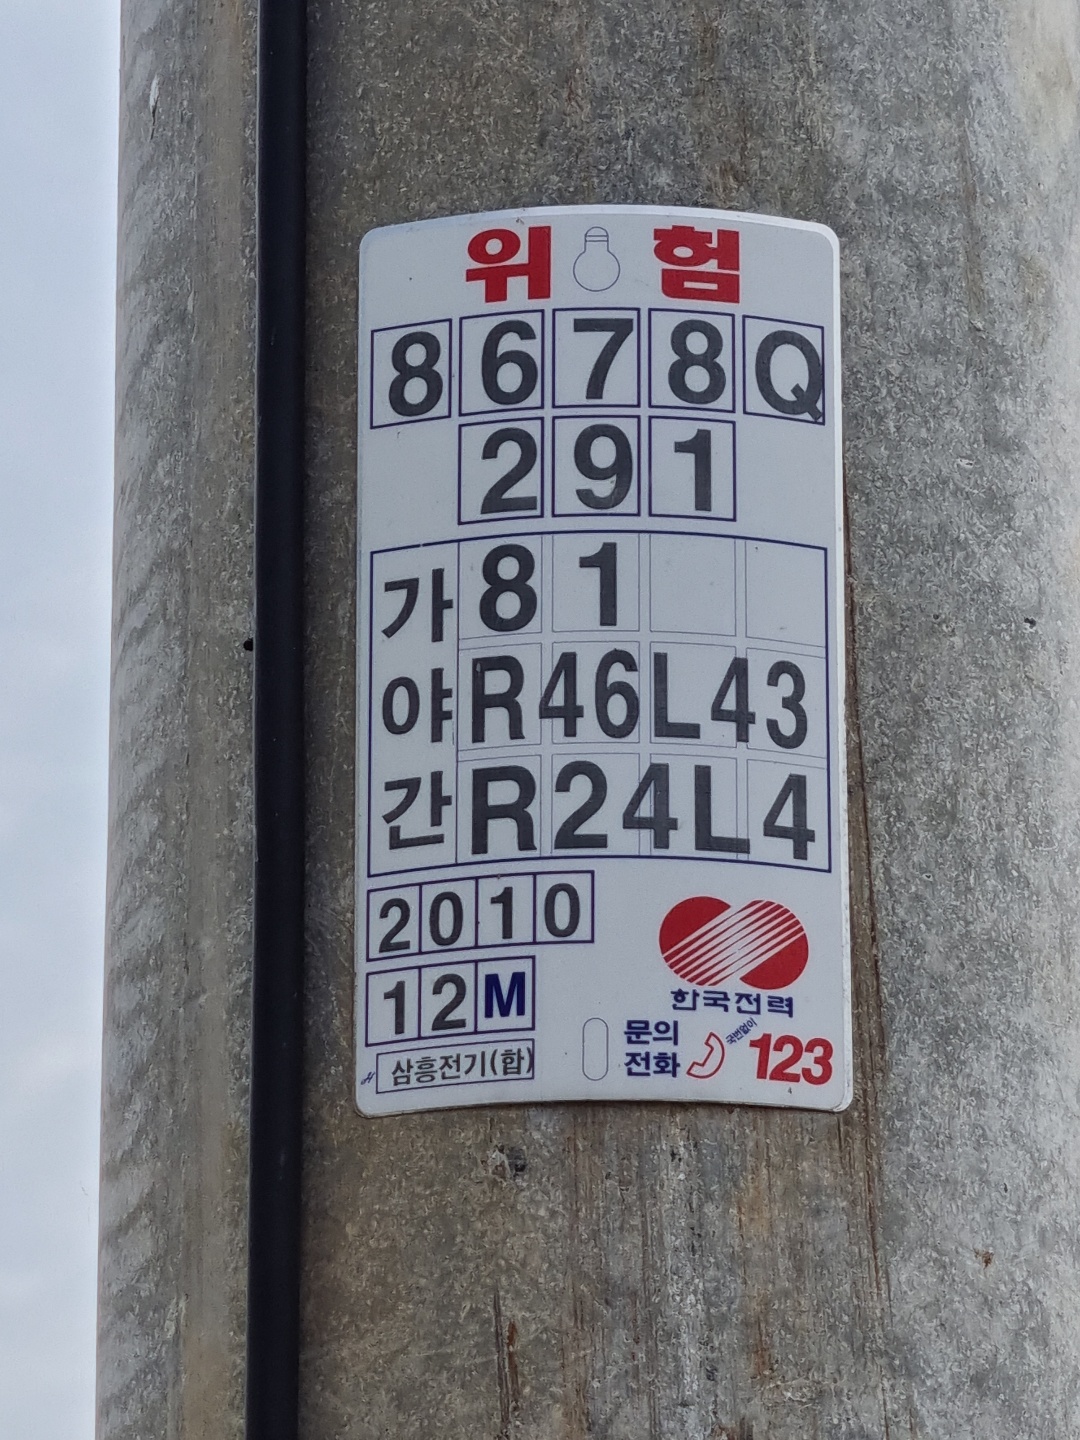 위 험
8678Q
291
가 81
야 R46L43
간 R24L4
2010
12M
한국전력
삼흥전기(합)
문의
전화 국번없이 123